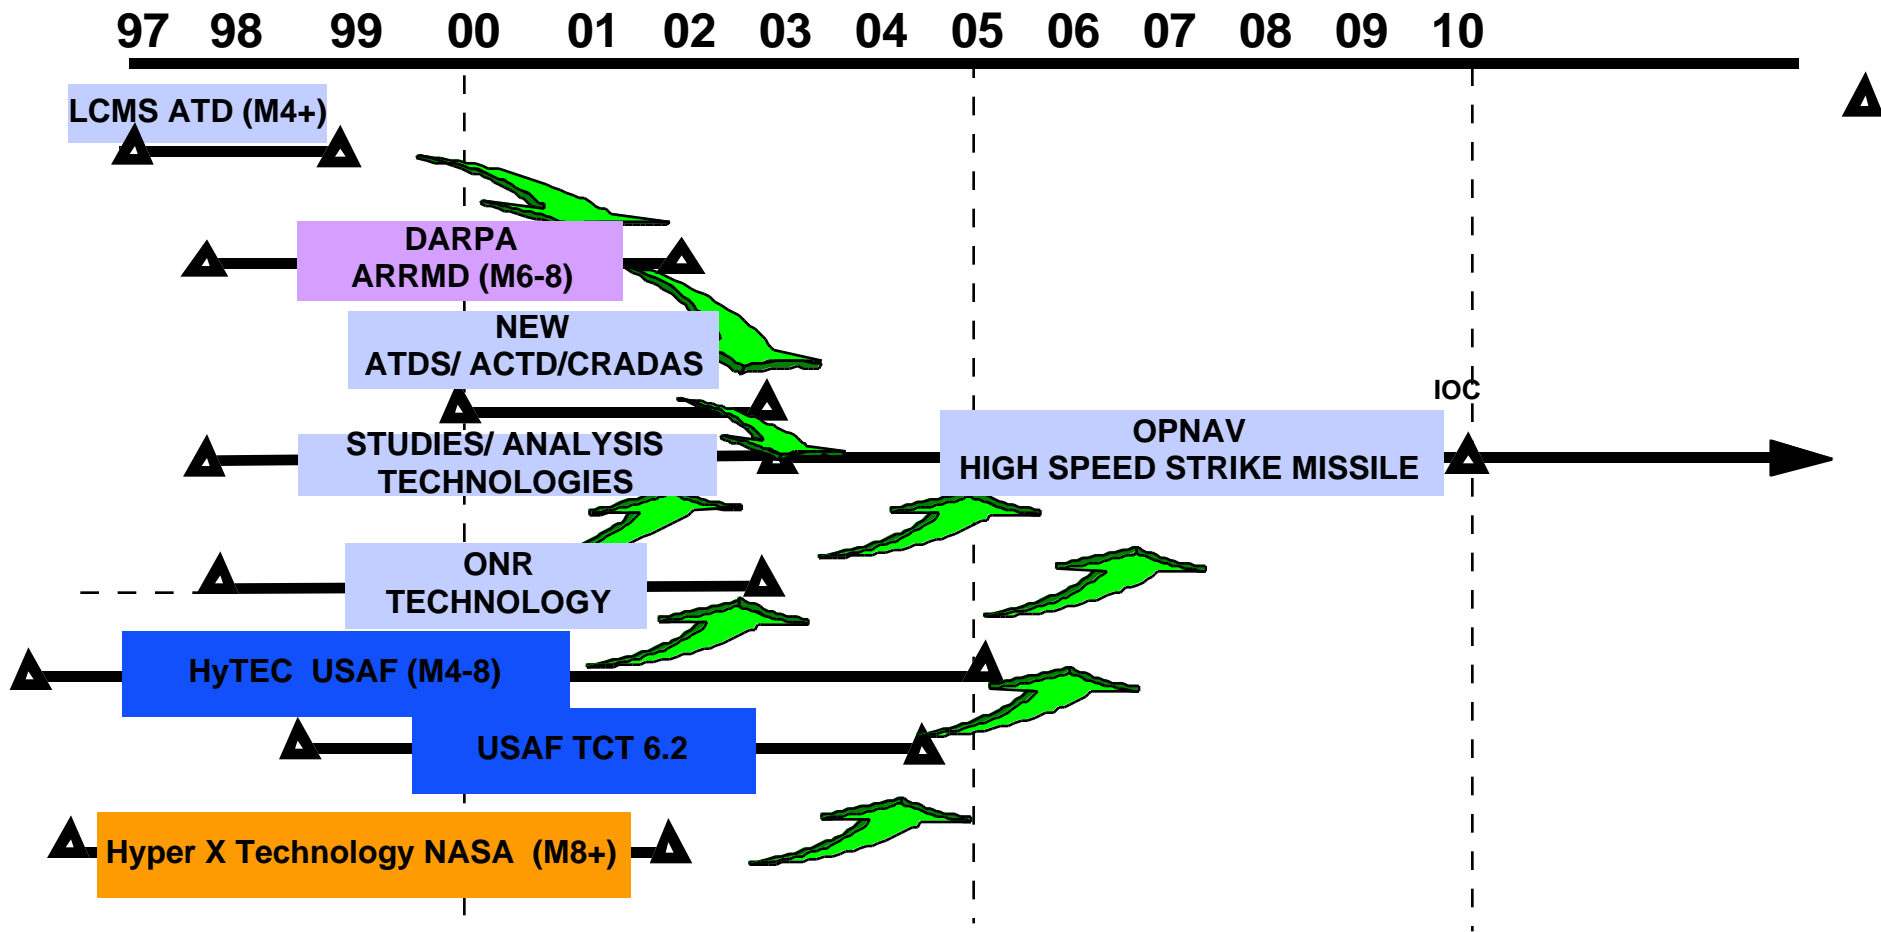 97 98 99 00 01 02 03 04 05 06 07 08 09 10
LCMS ATD (M4+)
DARPA
ARRMD (M6-8)
NEW
ATDS/ ACTD/CRADAS
IOC
OPNAV
HIGH SPEED STRIKE MISSILE
STUDIES/ ANALYSIS
TECHNOLOGIES
ONR
TECHNOLOGY
HyTEC USAF (M4-8)
USAF TCT 6.2
Hyper X Technology NASA (M8+)